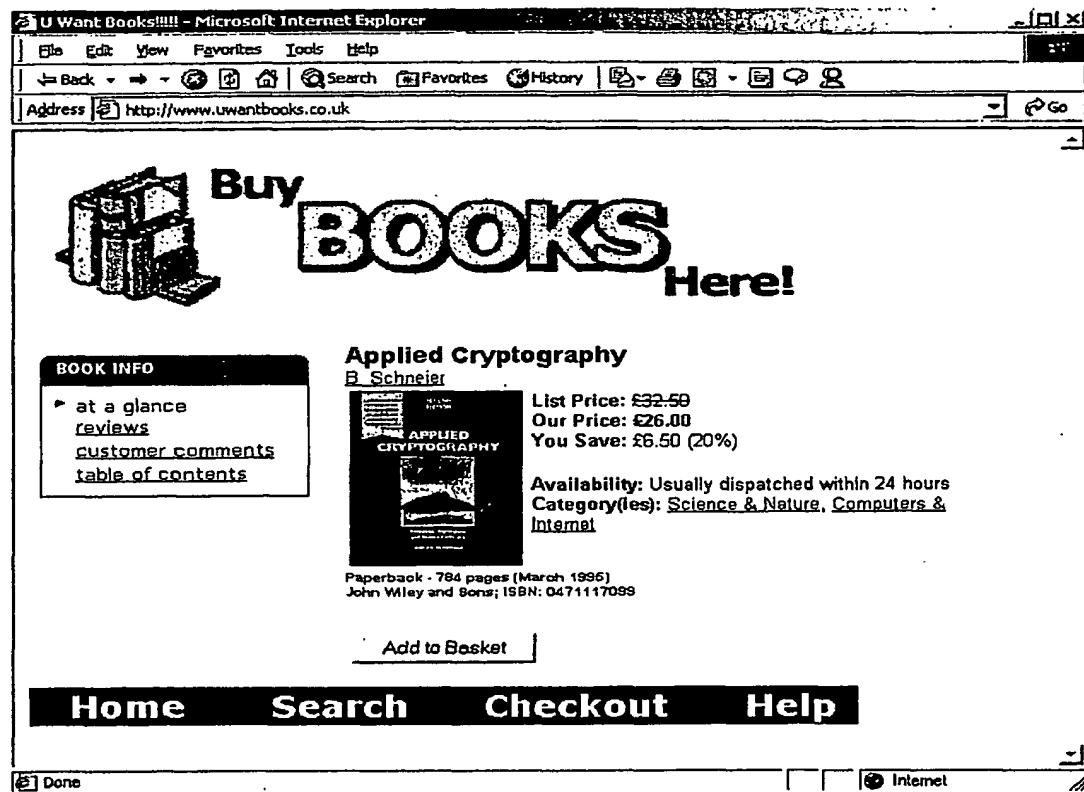 U Want Books!!!!! - Microsoft Internet Explorer
File Edit View Favorites Tools Help
Back Search Favorites History
Address http://www.uwantbooks.co.uk Go
Buy
BOOKS
Here!
BOOK INFO
at a glance
reviews
customer comments
table of contents
Applied Cryptography
B Schneier
APPLIED
CRYPTOGRAPHY
List Price: £32.50
Our Price: £26.00
You Save: £6.50 (20%)
Availability: Usually dispatched within 24 hours
Category(ies): Science & Nature, Computers &
Internet
Paperback - 784 pages (March 1995)
John Wiley and Sons; ISBN: 0471117099
Add to Basket
Home Search Checkout Help
Done Internet